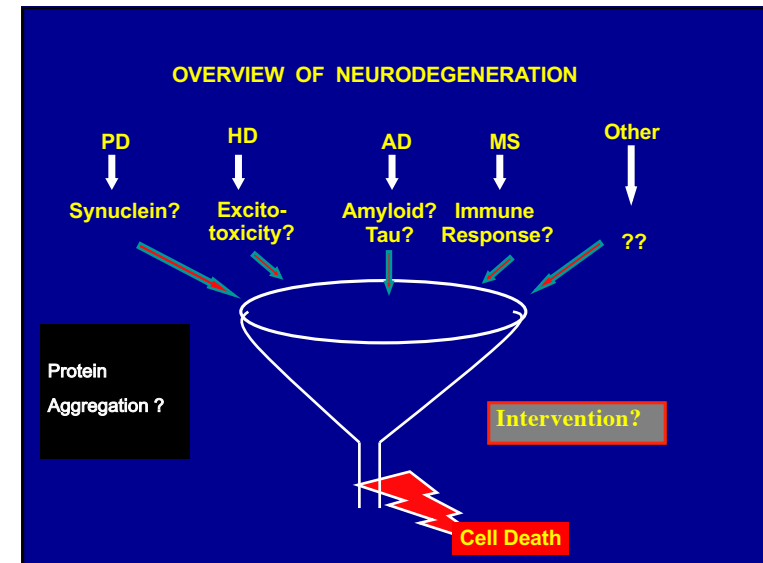 OVERVIEW OF NEURODEGENERATION
PD
HD
AD
MS
Other
Synuclein?
Excito-
toxicity?
Amyloid?
Tau?
Immune
Response?
??
Protein
Aggregation ?
Intervention?
Cell Death